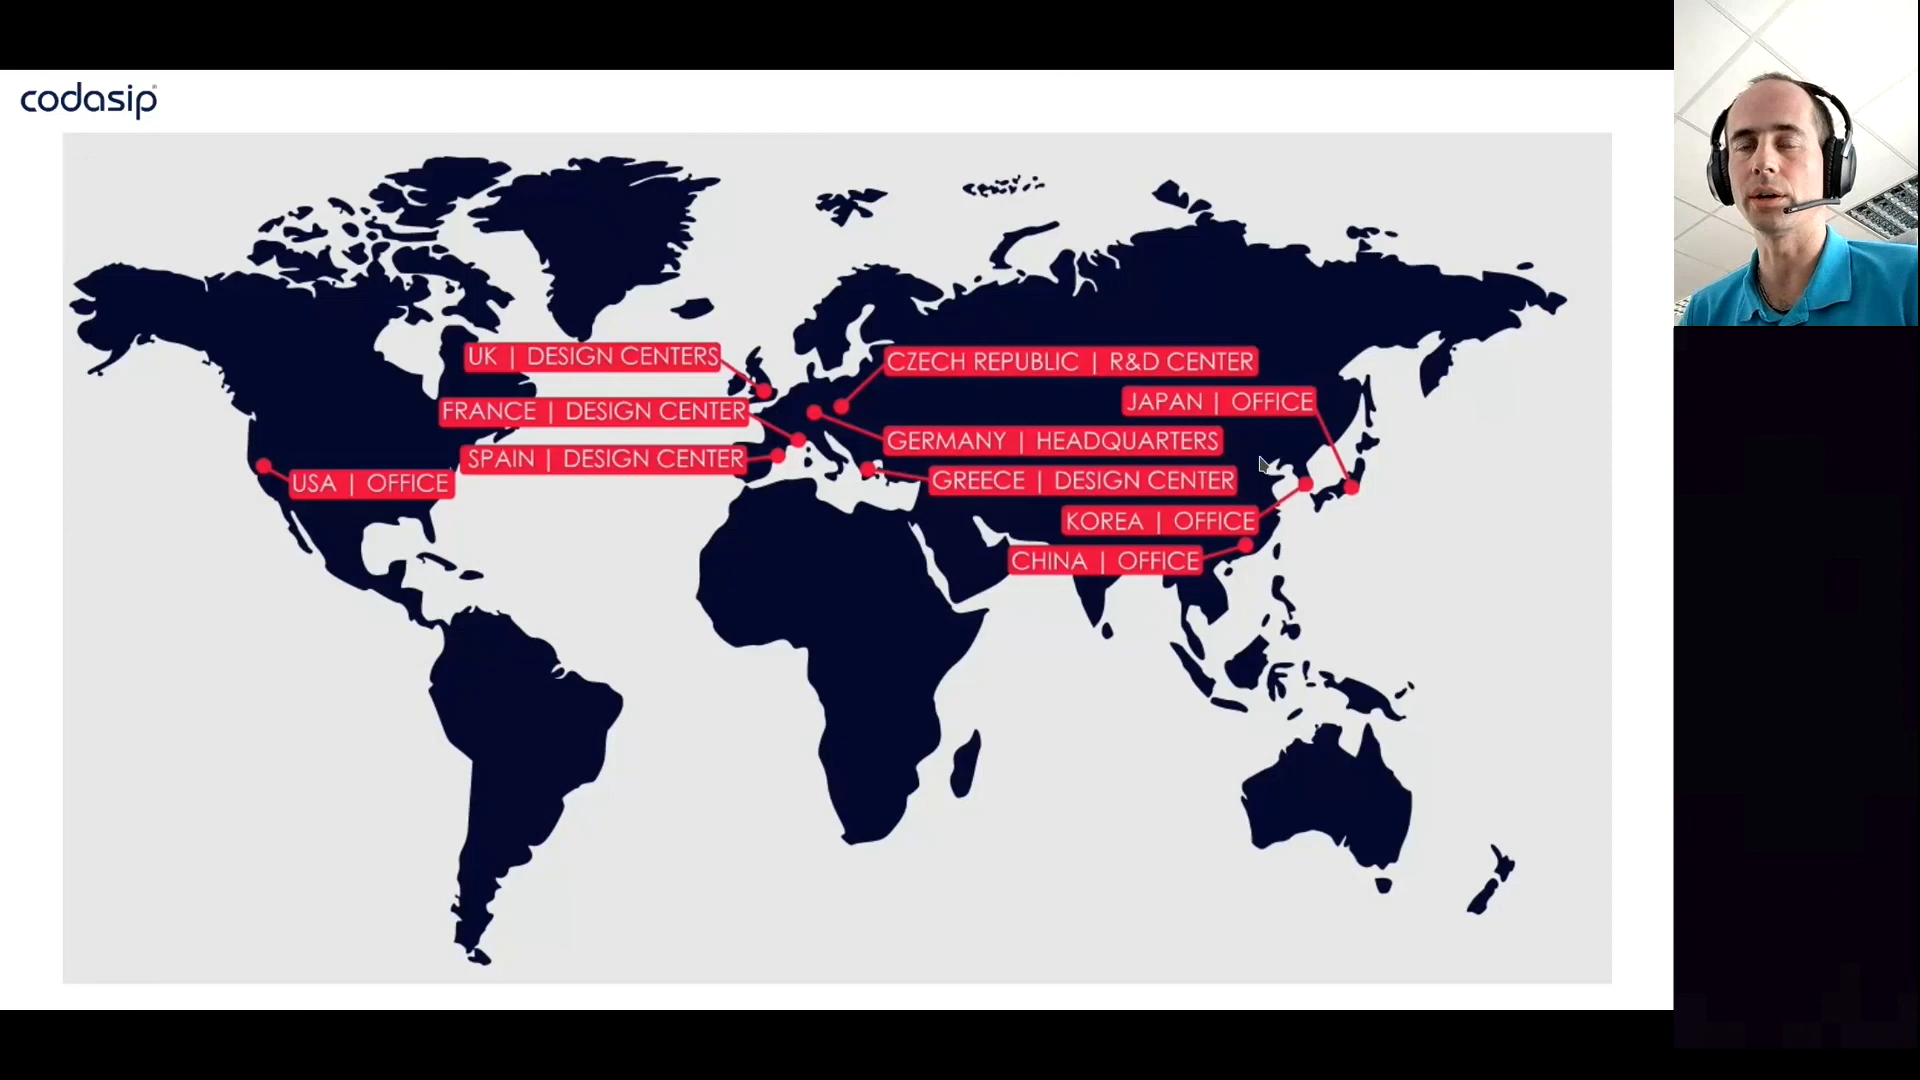 codasip
UK | DESIGN CENTERS
FRANCE | DESIGN CENTER
SPAIN | DESIGN CENTER
USA | OFFICE
CZECH REPUBLIC | R&D CENTER
JAPAN | OFFICE
GERMANY | HEADQUARTERS
GREECE | DESIGN CENTER
KOREA | OFFICE
CHINA | OFFICE